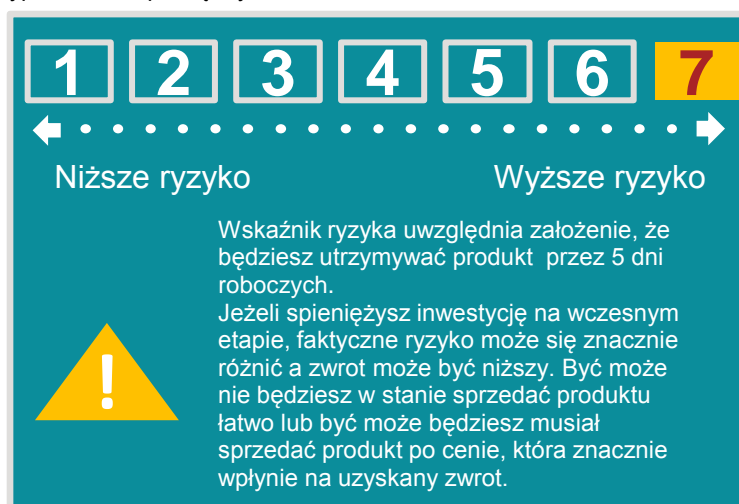 1 2 3 4 5 6 7
Niższe ryzyko Wyższe ryzyko
Wskaźnik ryzyka uwzględnia założenie, że
będziesz utrzymywać produkt przez 5 dni
roboczych.
Jeżeli spieniężysz inwestycję na wczesnym
etapie, faktyczne ryzyko może się znacznie
różnić a zwrot może być niższy. Być może
nie będziesz w stanie sprzedać produktu
łatwo lub być może będziesz musiał
sprzedać produkt po cenie, która znacznie
wpłynie na uzyskany zwrot.
!